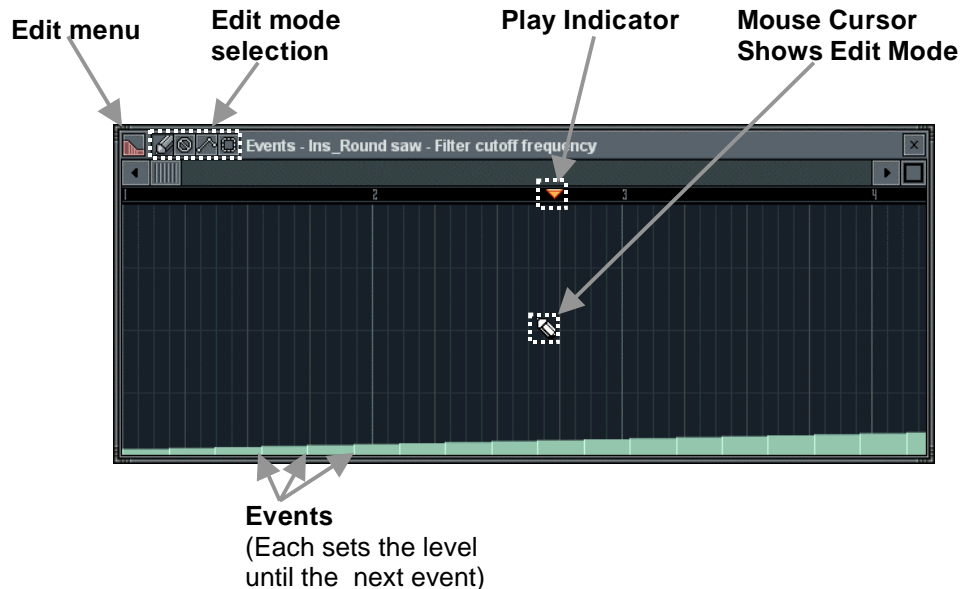 Edit menu
Edit mode
selection
Play Indicator
Mouse Cursor
Shows Edit Mode
Events - Ins_Round saw - Filter cutoff frequency
1 2 3 4
Events
(Each sets the level
until the next event)